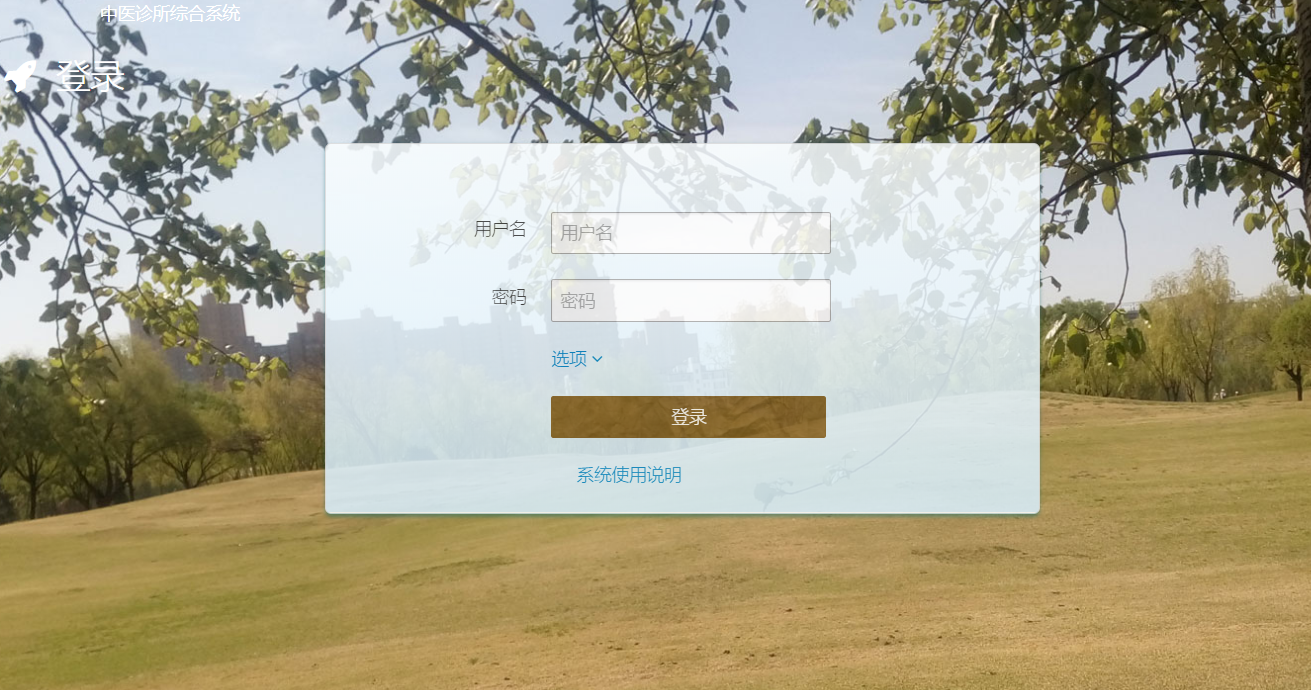 中医诊所综合系统
登录
用户名
用户名
密码
密码
选项
登录
系统使用说明